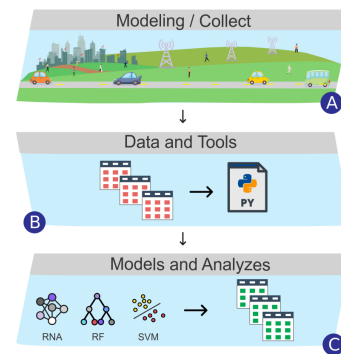 Modeling / Collect
A
Data and Tools
PY
B
Models and Analyzes
RNA RF SVM
C